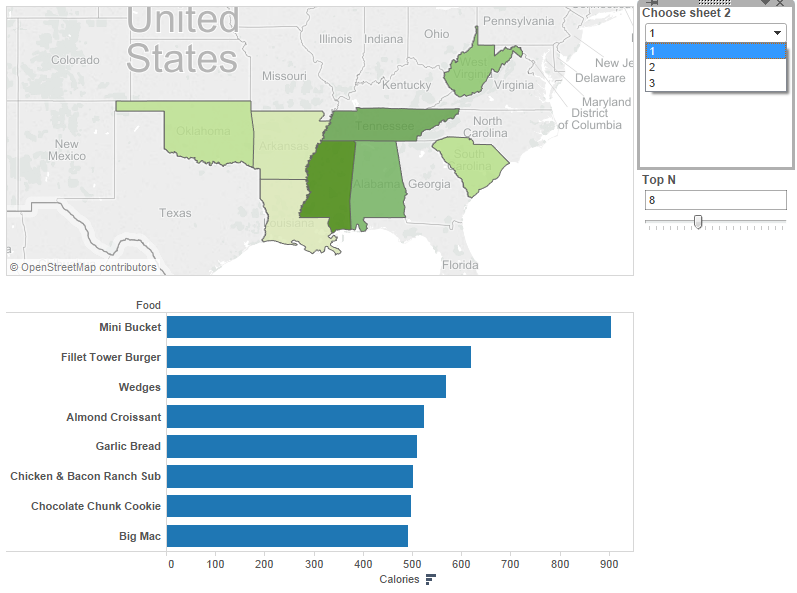 United
States
Pennsylvania
Ohio
Illinois
Indiana
Colorado
West
Virginia
New Je
Missouri
Delaware
Kentucky
Virginia
Maryland
District
of Columbia
North
Carolina
Oklahoma
Arkansas
Tennessee
New
Mexico
South
Carolina
Alabama
Georgia
Texas
Louisiana
Florida
a
© OpenStreetMap contributors
Choose sheet 2
1
1
2
3
Top N
8
Food
Mini Bucket
Fillet Tower Burger
Wedges
Almond Croissant
Garlic Bread
Chicken & Bacon Ranch Sub
Chocolate Chunk Cookie
Big Mac
0 100 200 300 400 500 600 700 800 900
Calories